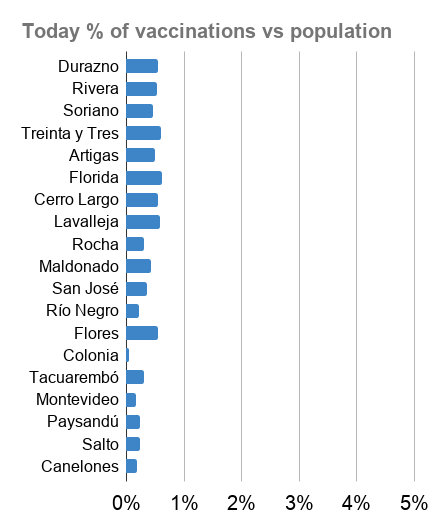 Today % of vaccinations vs population
Durazno
Rivera
Soriano
Treinta y Tres
Artigas
Florida
Cerro Largo
Lavalleja
Rocha
Maldonado
San José
Río Negro
Flores
Colonia
Tacuarembó
Montevideo
Paysandú
Salto
Canelones
0% 1% 2% 3% 4% 5%